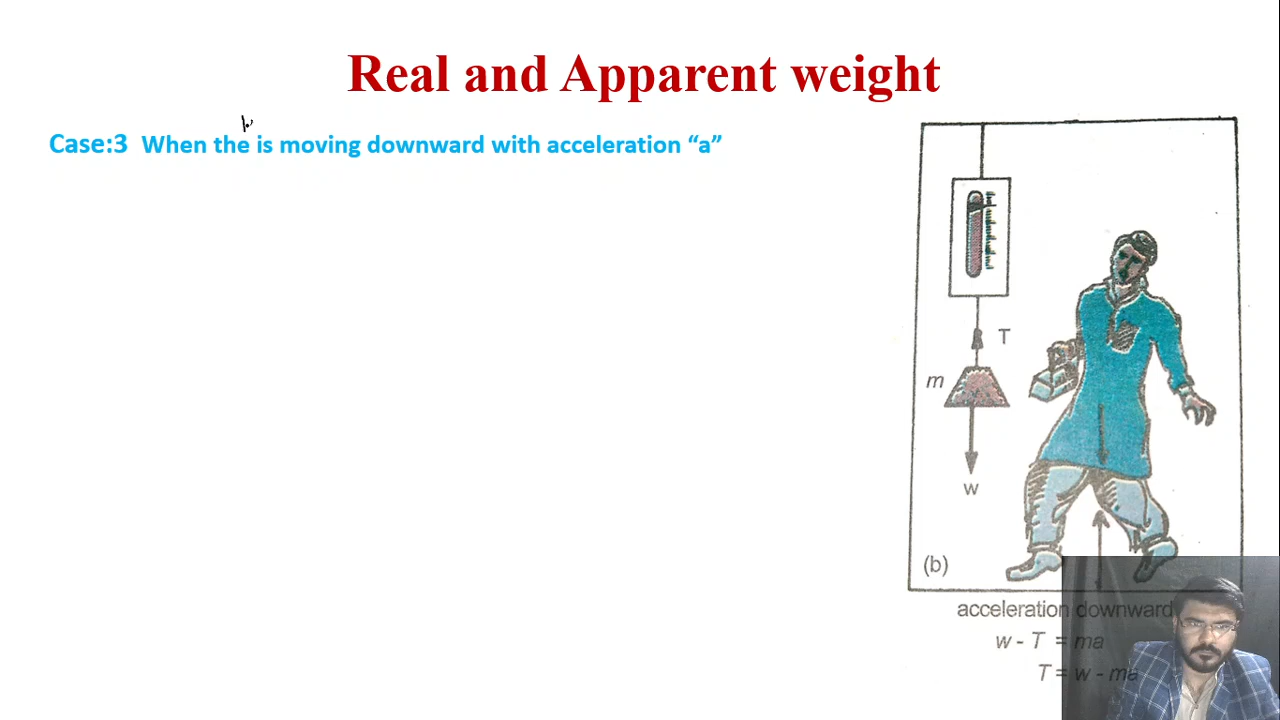 Real and Apparent weight
Case:3 When the is moving downward with acceleration “a”
T
m
w
(b)
acceleration downward
w - T = ma
T = w - ma